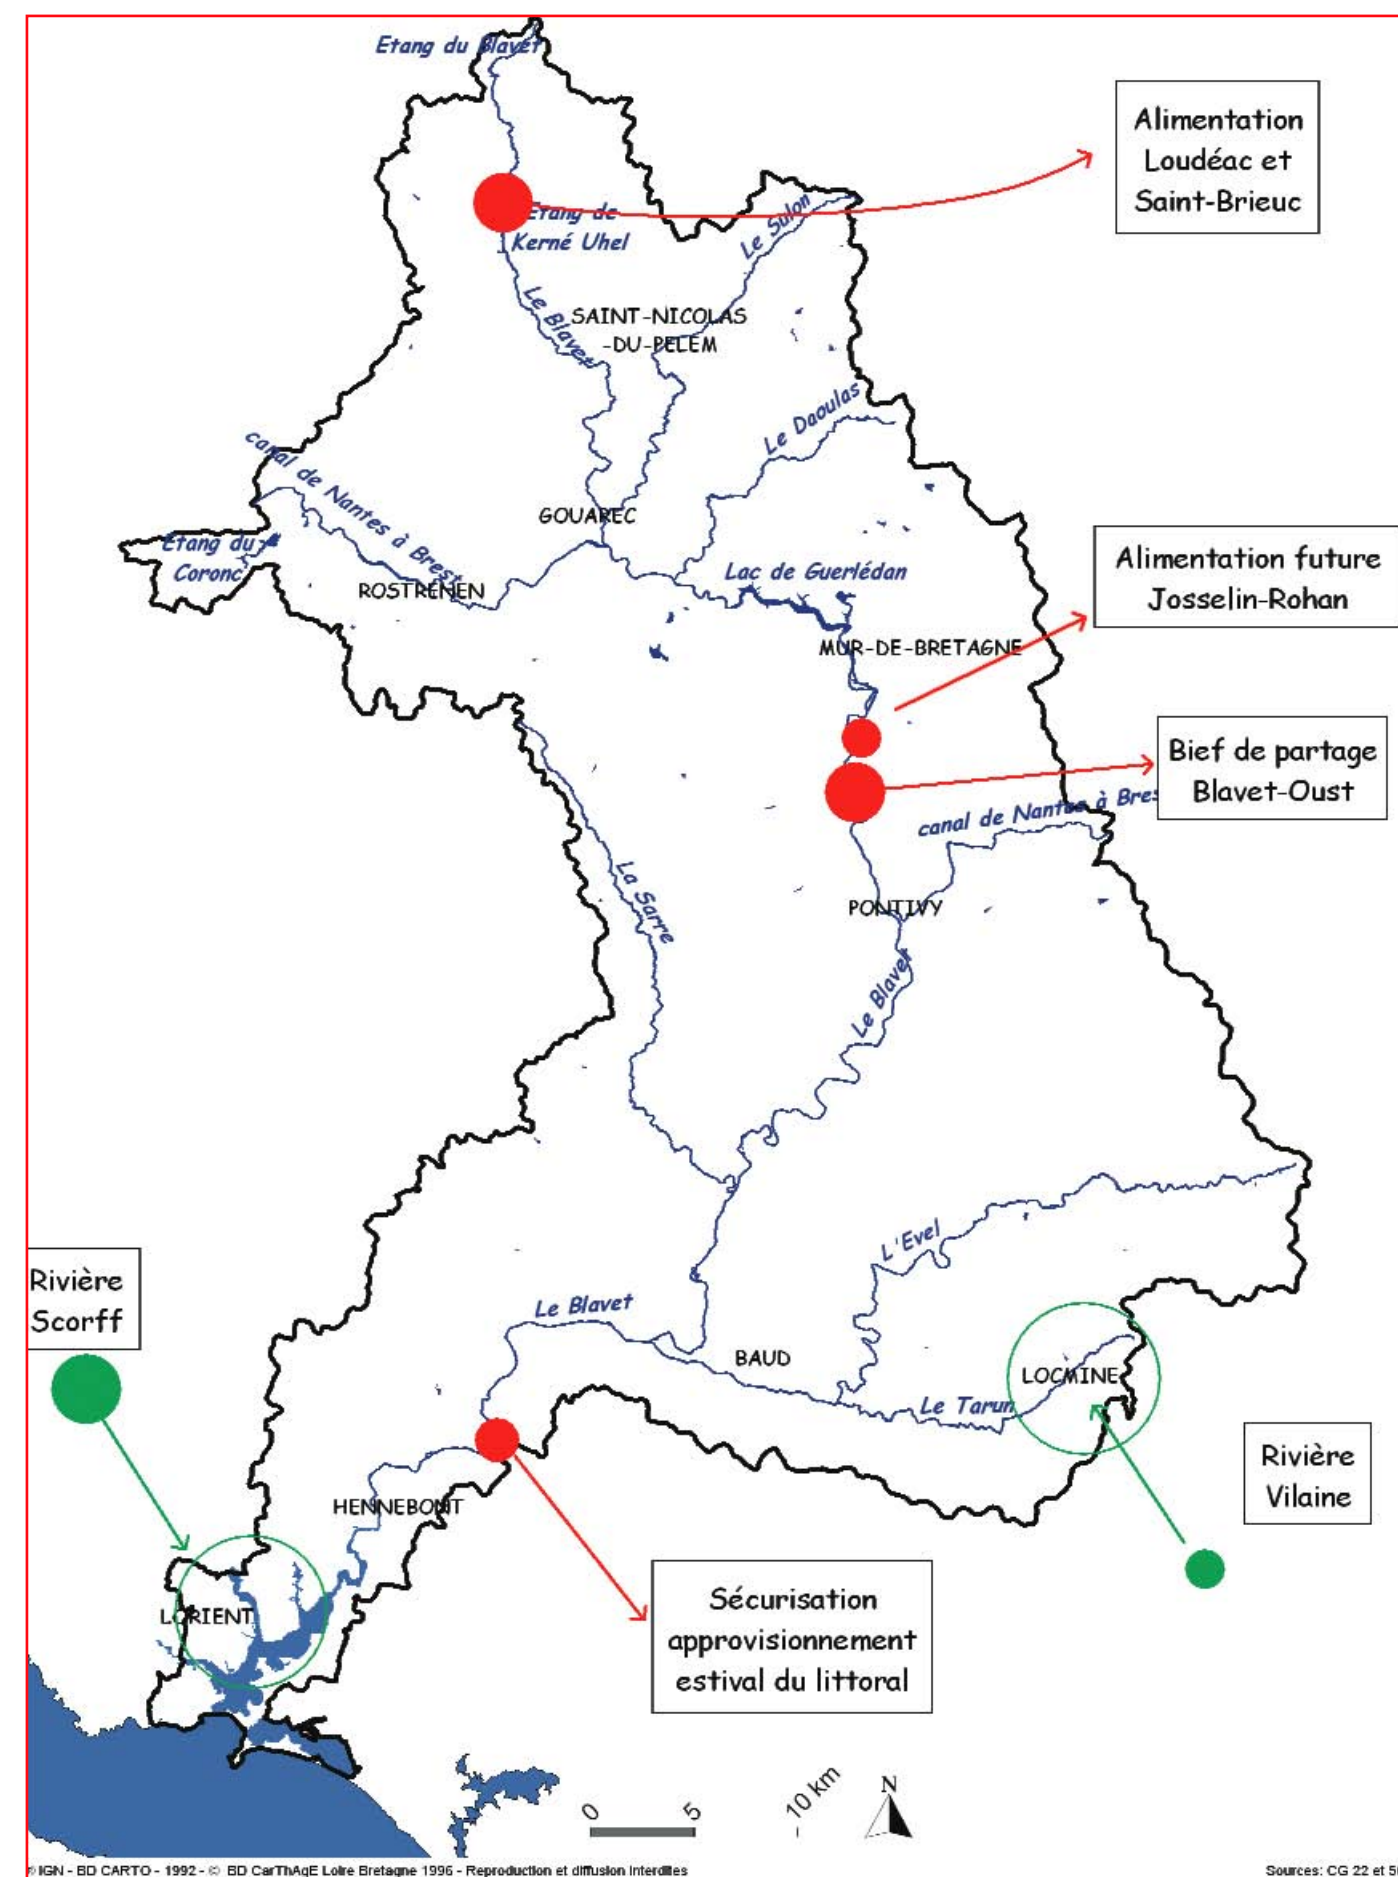 Etang du Blavet
Alimentation
Loudéac et
Saint-Brieuc
Etang de
Kerné Uhel
Le Sulon
Le Blavet
SAINT-NICOLAS
-DU-PELEM
Le Daoulas
canal de Nantes à Brest
GOUAREC
Etang du
Coronc
ROSTRENEN
Lac de Guerlédan
Alimentation future
Josselin-Rohan
MUR-DE-BRETAGNE
Bief de partage
Blavet-Oust
canal de Nantes à Bres
La Sarre
PONTIVY
Le Blavet
L'Evel
Rivière
Scorff
Le Blavet
BAUD
LOCMINE
Le Tarun
Rivière
Vilaine
HENNEBONT
LORIENT
Sécurisation
approvisionnement
estival du littoral
0 5 10 km
N
© IGN - BD CARTO - 1992 - © BD CarThAgE Loire Bretagne 1996 - Reproduction et diffusion interdites
Sources: CG 22 et 5